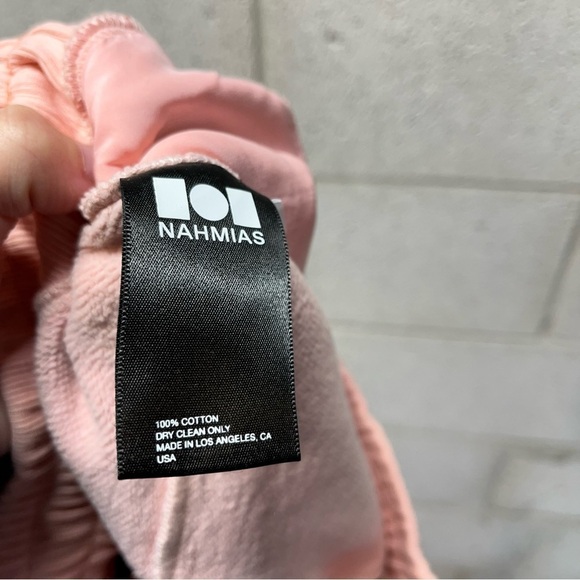 NAHMIAS
100% COTTON
DRY CLEAN ONLY
MADE IN LOS ANGELES, CA
USA